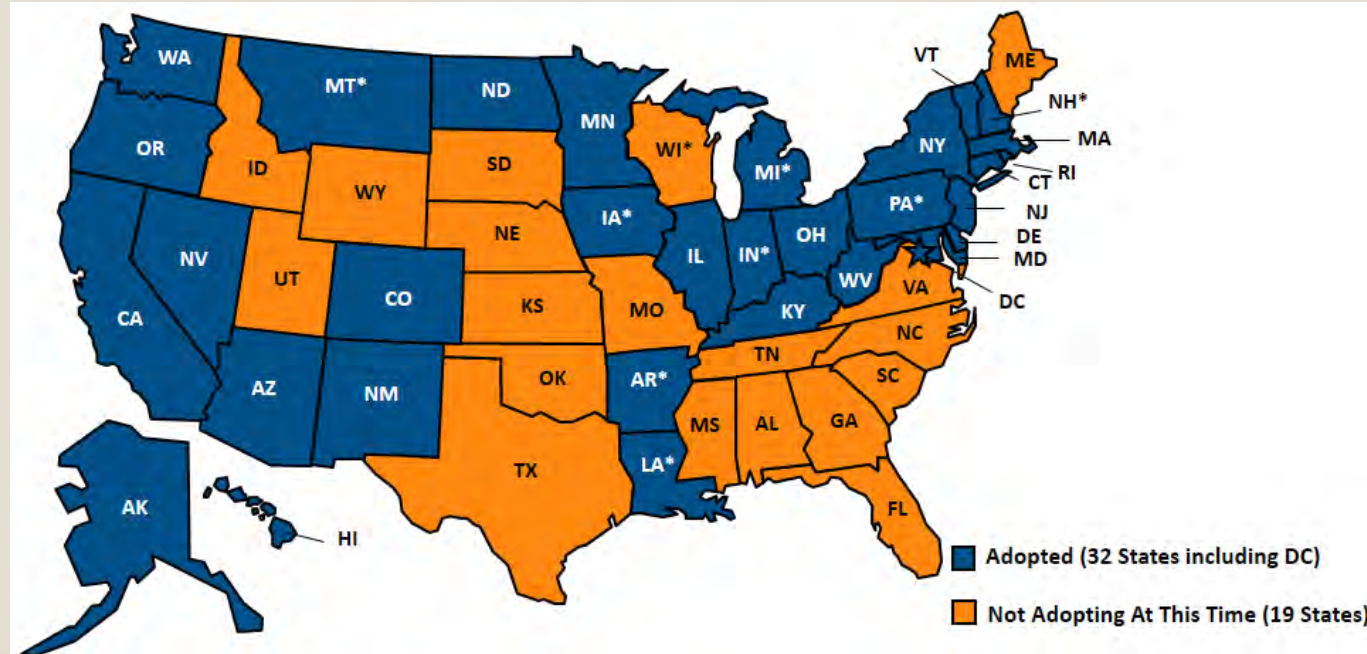 WA
MT*
ND
MN
VT
ME
NH*
MA
OR
ID
SD
WI*
NY
MI*
RI
CT
WY
IA*
PA*
NJ
NE
OH
DE
NV
IL
IN*
MD
UT
CO
WV
VA
DC
KS
MO
KY
CA
NC
TN
AZ
NM
OK
AR*
SC
MS
AL
GA
TX
LA*
AK
FL
HI
Adopted (32 States including DC)
Not Adopting At This Time (19 States)